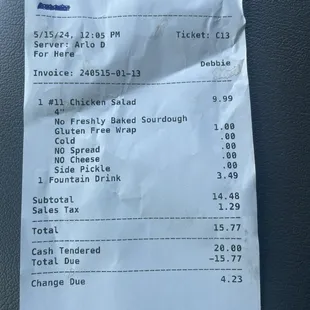 5/15/24, 12:05 PM Ticket: C13
Server: Arlo D
For Here
Debbie
Invoice: 240515-01-13
1 #11 Chicken Salad 9.99
4"
No Freshly Baked Sourdough
Gluten Free Wrap 1.00
Cold .00
NO Spread .00
NO Cheese .00
Side Pickle .00
1 Fountain Drink 3.49
Subtotal 14.48
Sales Tax 1.29
Total 15.77
Cash Tendered 20.00
Total Due -15.77
Change Due 4.23